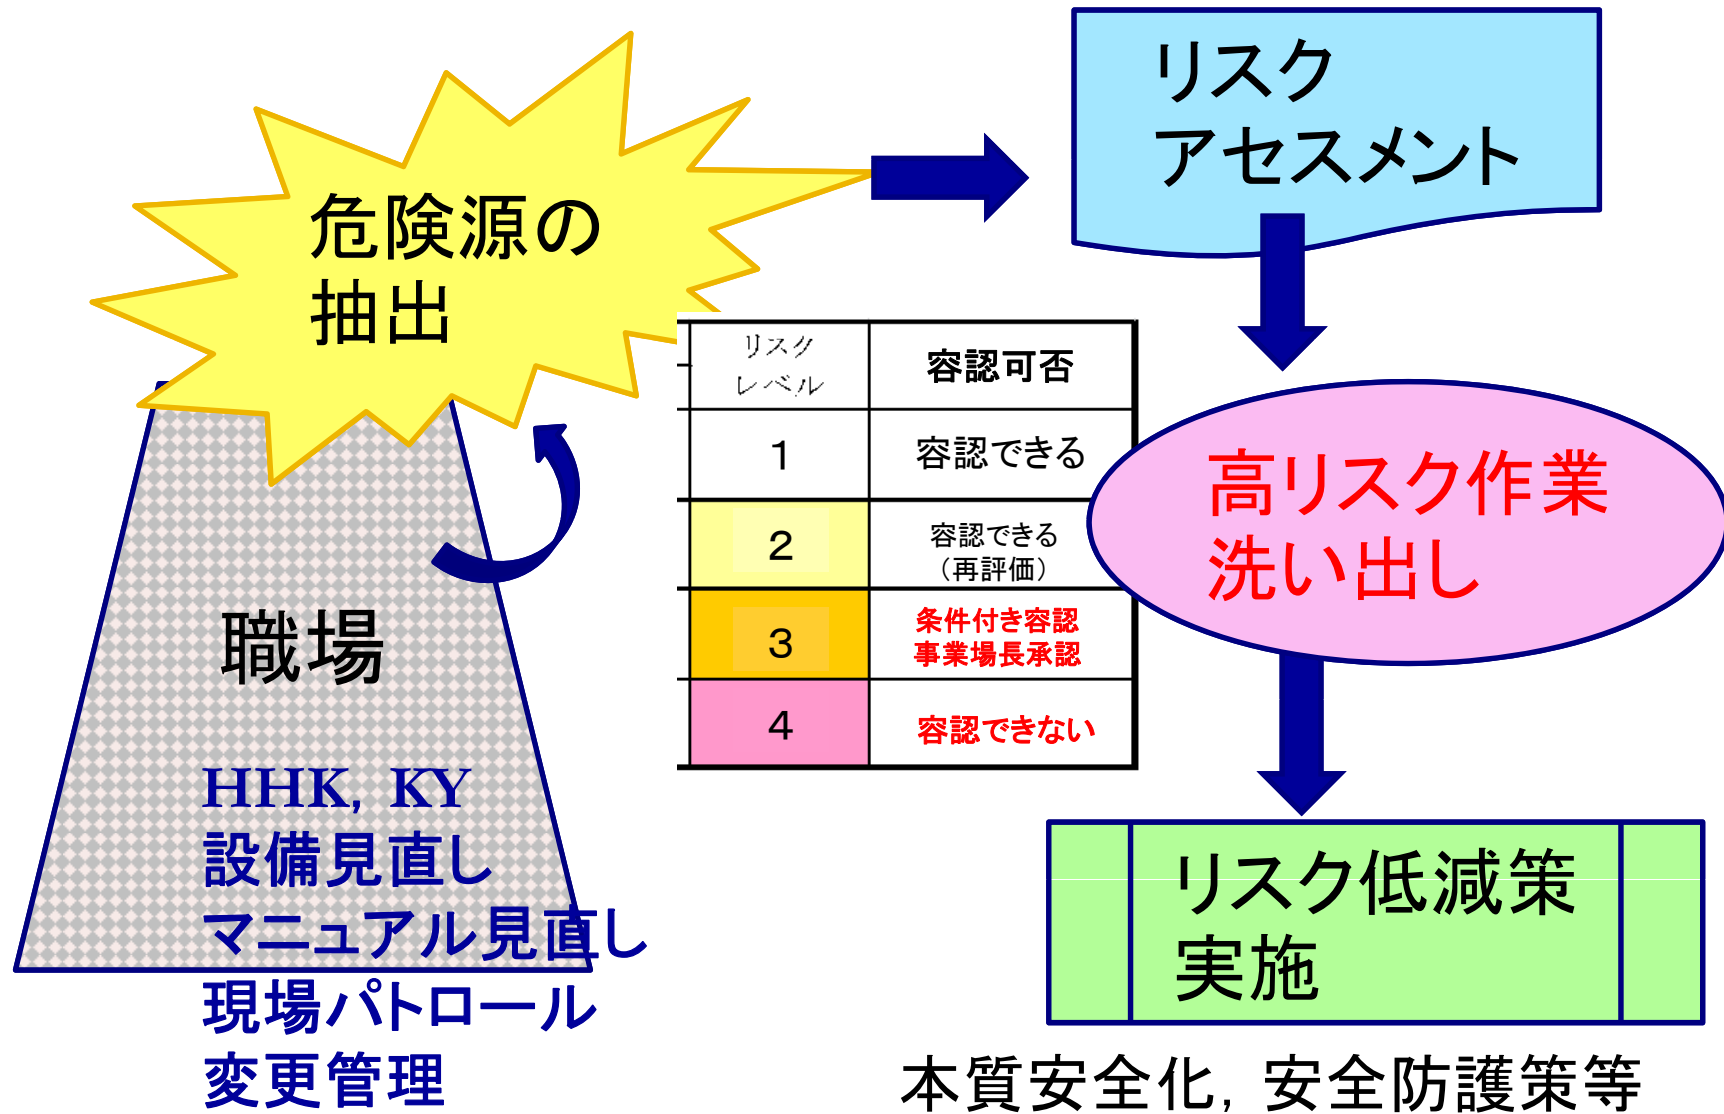 危険源の
抽出
リスク
アセスメント
リスク
レベル
容認可否
1
容認できる
2
容認できる
（再評価）
3
条件付き容認
事業場長承認
4
容認できない
高リスク作業
洗い出し
職場
HHK, KY
設備見直し
マニュアル見直し
現場パトロール
変更管理
リスク低減策
実施
本質安全化, 安全防護策等